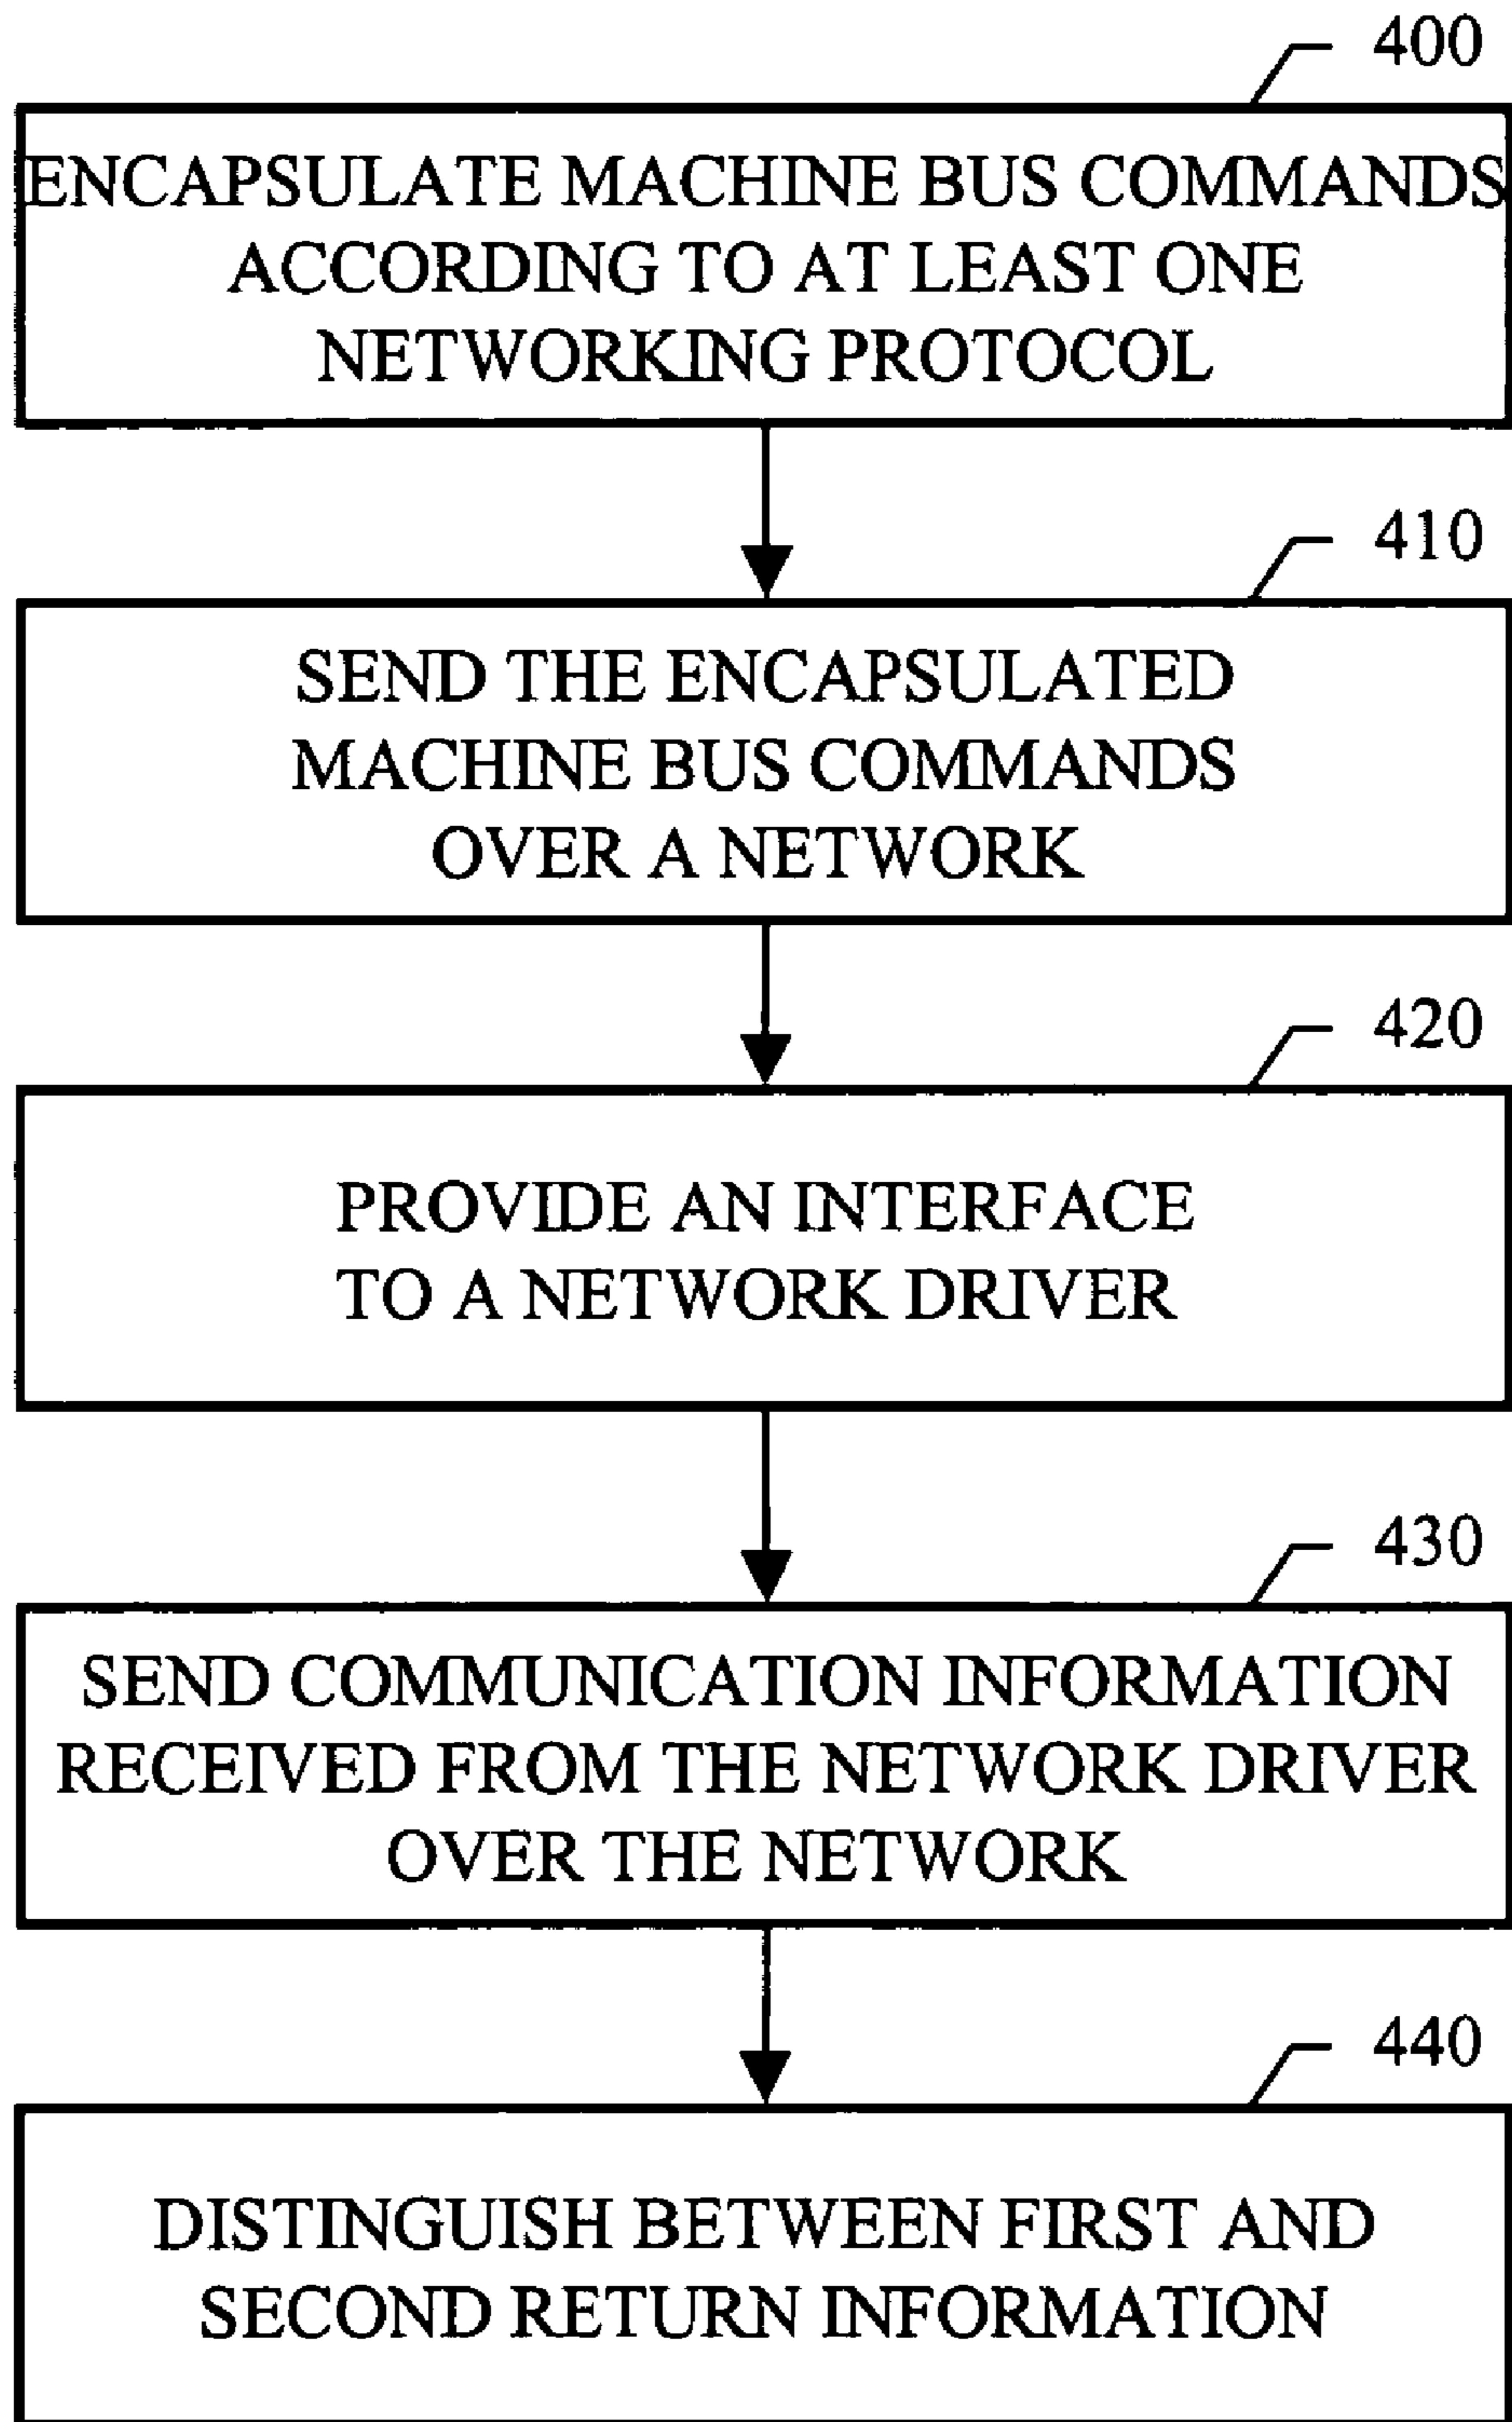 400
ENCAPSULATE MACHINE BUS COMMANDS
ACCORDING TO AT LEAST ONE
NETWORKING PROTOCOL
410
SEND THE ENCAPSULATED
MACHINE BUS COMMANDS
OVER A NETWORK
420
PROVIDE AN INTERFACE
TO A NETWORK DRIVER
430
SEND COMMUNICATION INFORMATION
RECEIVED FROM THE NETWORK DRIVER
OVER THE NETWORK
440
DISTINGUISH BETWEEN FIRST AND
SECOND RETURN INFORMATION